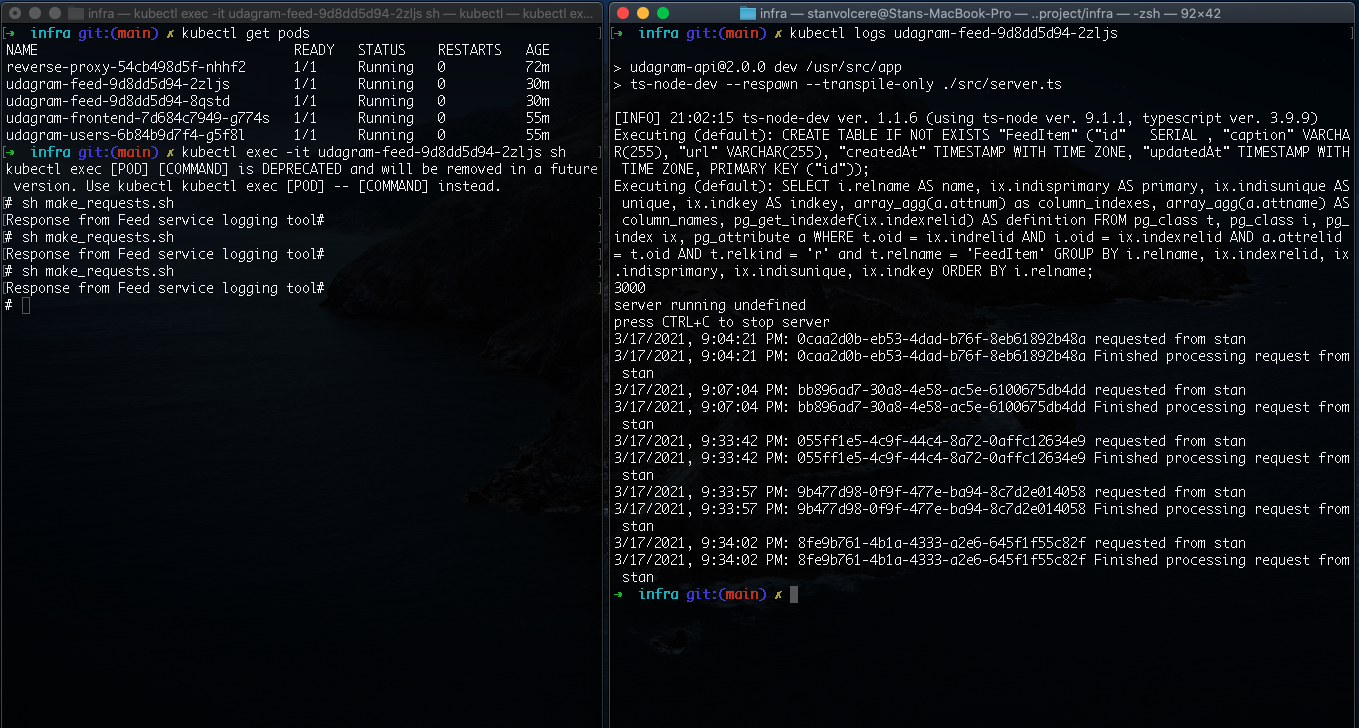 infra — kubectl exec -it udagram-feed-9d8dd5d94-2zljs sh — kubectl — kubectl ex...
➜  infra git:(main) ✗ kubectl get pods
NAME                                READY   STATUS    RESTARTS   AGE
reverse-proxy-54cb498d5f-nhhf2      1/1     Running   0          72m
udagram-feed-9d8dd5d94-2zljs        1/1     Running   0          30m
udagram-feed-9d8dd5d94-8qstd        1/1     Running   0          30m
udagram-frontend-7d684c7949-g774s   1/1     Running   0          55m
udagram-users-6b84b9d7f4-g5f8l      1/1     Running   0          55m
➜  infra git:(main) ✗ kubectl exec -it udagram-feed-9d8dd5d94-2zljs sh
kubectl exec [POD] [COMMAND] is DEPRECATED and will be removed in a future
 version. Use kubectl kubectl exec [POD] -- [COMMAND] instead.
# sh make_requests.sh
Response from Feed service logging tool#
# sh make_requests.sh
Response from Feed service logging tool#
# sh make_requests.sh
Response from Feed service logging tool#
#
infra — stanvolcere@Stans-MacBook-Pro — ..project/infra — -zsh — 92×42
➜  infra git:(main) ✗ kubectl logs udagram-feed-9d8dd5d94-2zljs
> udagram-api@2.0.0 dev /usr/src/app
> ts-node-dev --respawn --transpile-only ./src/server.ts
[INFO] 21:02:15 ts-node-dev ver. 1.1.6 (using ts-node ver. 9.1.1, typescript ver. 3.9.9)
Executing (default): CREATE TABLE IF NOT EXISTS "FeedItem" ("id"   SERIAL , "caption" VARCHA
R(255), "url" VARCHAR(255), "createdAt" TIMESTAMP WITH TIME ZONE, "updatedAt" TIMESTAMP WITH
 TIME ZONE, PRIMARY KEY ("id"));
Executing (default): SELECT i.relname AS name, ix.indisprimary AS primary, ix.indisunique AS
 unique, ix.indkey AS indkey, array_agg(a.attnum) as column_indexes, array_agg(a.attname) AS
 column_names, pg_get_indexdef(ix.indexrelid) AS definition FROM pg_class t, pg_class i, pg_
index ix, pg_attribute a WHERE t.oid = ix.indrelid AND i.oid = ix.indexrelid AND a.attrelid
= t.oid AND t.relkind = 'r' and t.relname = 'FeedItem' GROUP BY i.relname, ix.indexrelid, ix
.indisprimary, ix.indisunique, ix.indkey ORDER BY i.relname;
3000
server running undefined
press CTRL+C to stop server
3/17/2021, 9:04:21 PM: 0caa2d0b-eb53-4dad-b76f-8eb61892b48a requested from stan
3/17/2021, 9:04:21 PM: 0caa2d0b-eb53-4dad-b76f-8eb61892b48a Finished processing request from
 stan
3/17/2021, 9:07:04 PM: bb896ad7-30a8-4e58-ac5e-6100675db4dd requested from stan
3/17/2021, 9:07:04 PM: bb896ad7-30a8-4e58-ac5e-6100675db4dd Finished processing request from
 stan
3/17/2021, 9:33:42 PM: 055ff1e5-4c9f-44c4-8a72-0affc12634e9 requested from stan
3/17/2021, 9:33:42 PM: 055ff1e5-4c9f-44c4-8a72-0affc12634e9 Finished processing request from
 stan
3/17/2021, 9:33:57 PM: 9b477d98-0f9f-477e-ba94-8c7d2e014058 requested from stan
3/17/2021, 9:33:57 PM: 9b477d98-0f9f-477e-ba94-8c7d2e014058 Finished processing request from
 stan
3/17/2021, 9:34:02 PM: 8fe9b761-4b1a-4333-a2e6-645f1f55c82f requested from stan
3/17/2021, 9:34:02 PM: 8fe9b761-4b1a-4333-a2e6-645f1f55c82f Finished processing request from
 stan
➜  infra git:(main) ✗